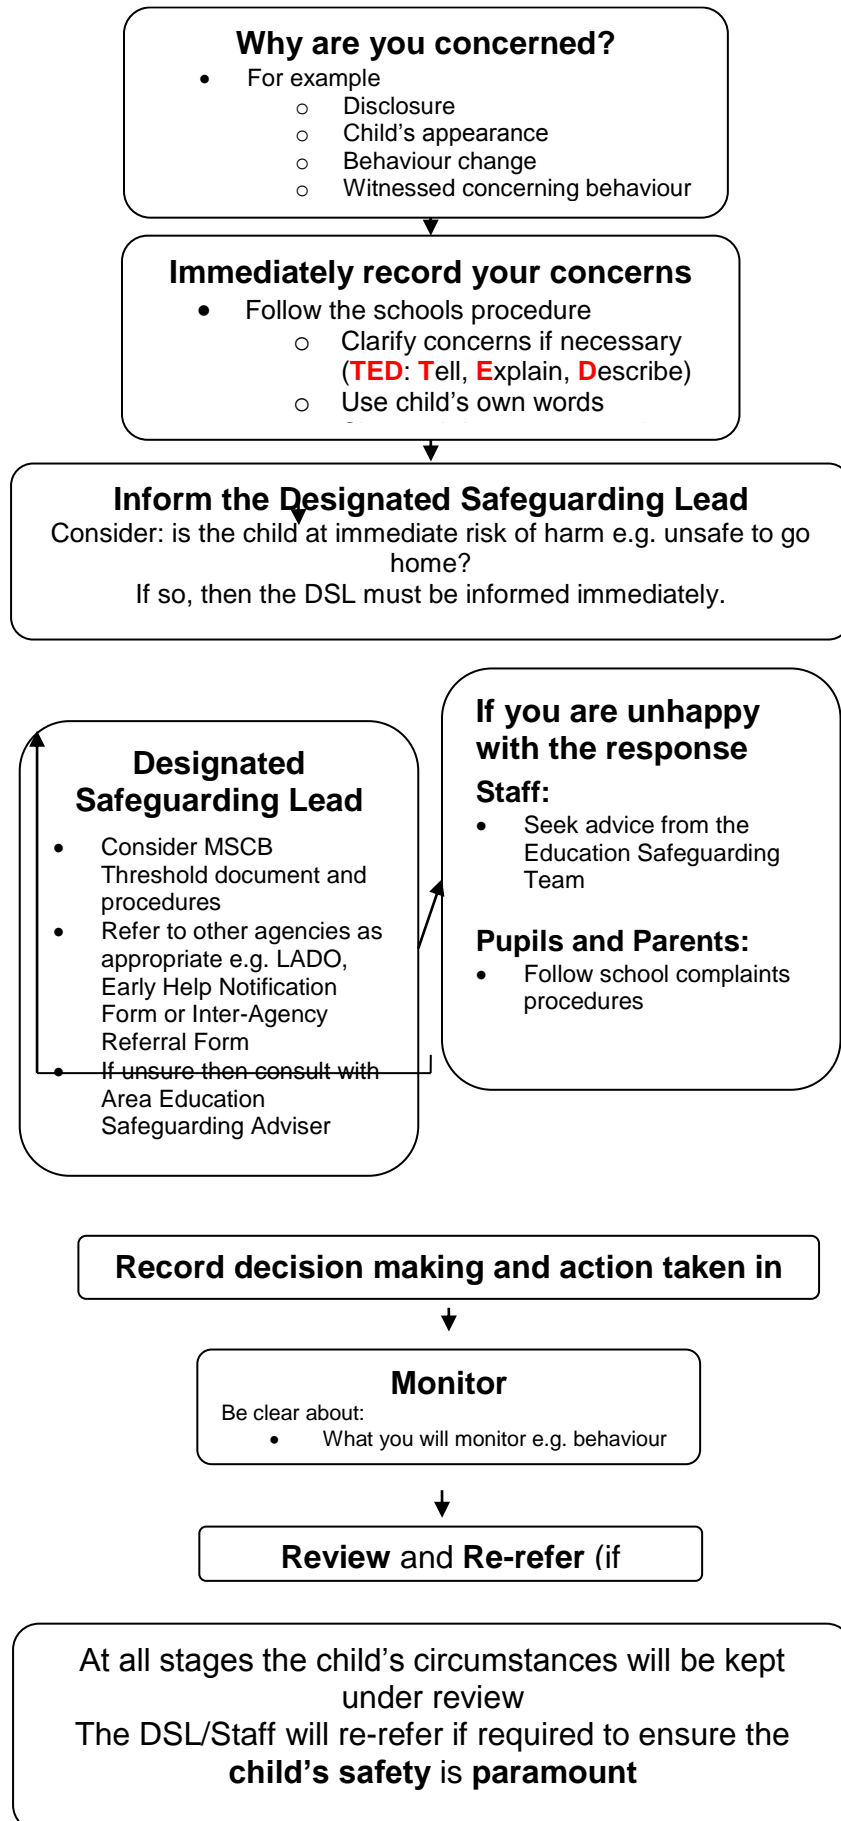 Why are you concerned?
• For example
o Disclosure
o Child's appearance
o Behaviour change
o Witnessed concerning behaviour
Immediately record your concerns
• Follow the schools procedure
o Clarify concerns if necessary
(TED: Tell, Explain, Describe)
o Use child's own words
Inform the Designated Safeguarding Lead
Consider: is the child at immediate risk of harm e.g. unsafe to go
home?
If so, then the DSL must be informed immediately.
Designated
Safeguarding Lead
• Consider MSCB
Threshold document and
procedures
• Refer to other agencies as
appropriate e.g. LADO,
Early Help Notification
Form or Inter-Agency
Referral Form
• If unsure then consult with
Area Education
Safeguarding Adviser
If you are unhappy
with the response
Staff:
• Seek advice from the
Education Safeguarding
Team
Pupils and Parents:
• Follow school complaints
procedures
Record decision making and action taken in
Monitor
Be clear about:
• What you will monitor e.g. behaviour
Review and Re-refer (if
At all stages the child's circumstances will be kept
under review
The DSL/Staff will re-refer if required to ensure the
child's safety is paramount